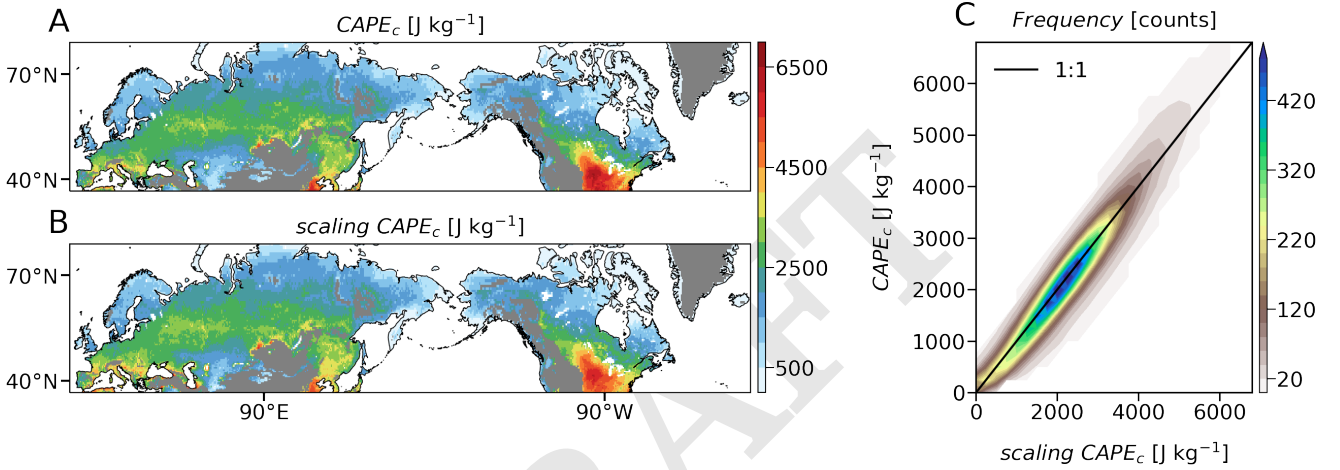 A
CAPE_c [J kg⁻¹]
70°N
40°N
B
scaling CAPE_c [J kg⁻¹]
70°N
40°N
90°E
90°W
6500
4500
2500
500
C
Frequency [counts]
1:1
CAPE_c [J kg⁻¹]
6000
5000
4000
3000
2000
1000
0
0
2000
4000
6000
scaling CAPE_c [J kg⁻¹]
420
320
220
120
20
RAFT